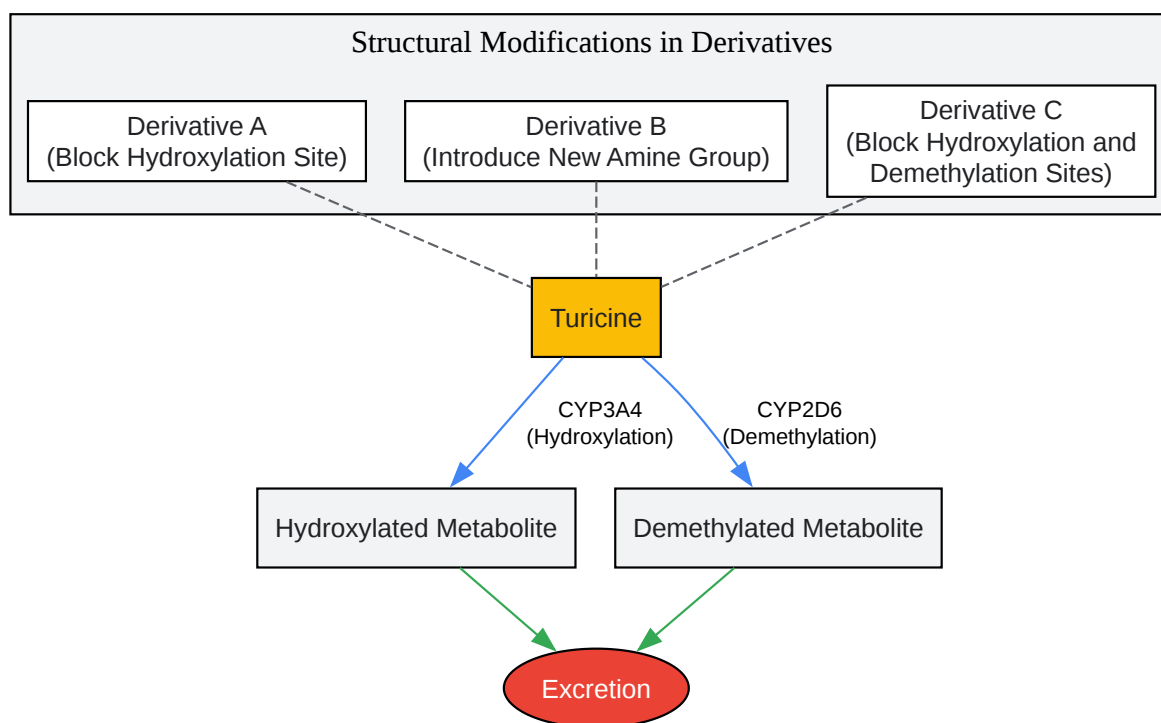 Structural Modifications in Derivatives
Derivative A
(Block Hydroxylation Site)
Derivative B
(Introduce New Amine Group)
Derivative C
(Block Hydroxylation and
Demethylation Sites)
Turicine
CYP3A4
(Hydroxylation)
CYP2D6
(Demethylation)
Hydroxylated Metabolite
Demethylated Metabolite
Excretion